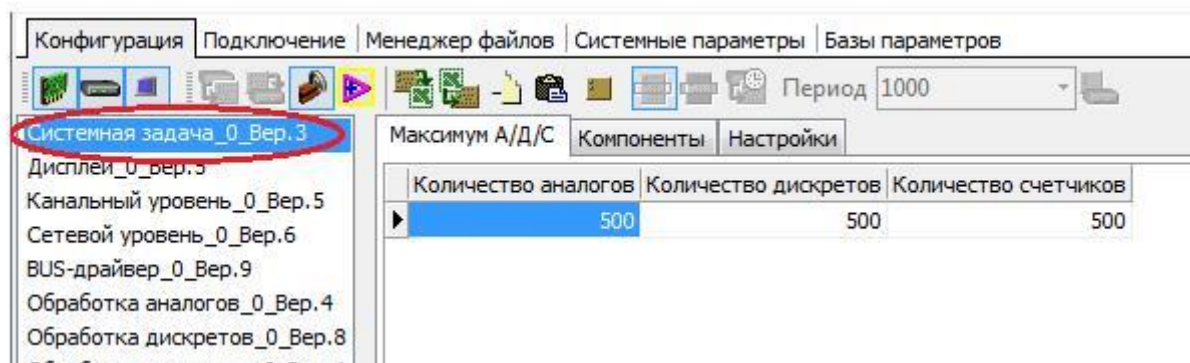 Конфигурация Подключение Менеджер файлов Системные параметры Базы параметров
Период 1000
Системная задача_0_Вер.3
Дисплей_0_Вер.5
Канальный уровень_0_Вер.5
Сетевой уровень_0_Вер.6
BUS-драйвер_0_Вер.9
Обработка аналогов_0_Вер.4
Обработка дискретов_0_Вер.8
Максимум А/Д/С Компоненты Настройки
Количество аналогов Количество дискретов Количество счетчиков
500 500 500